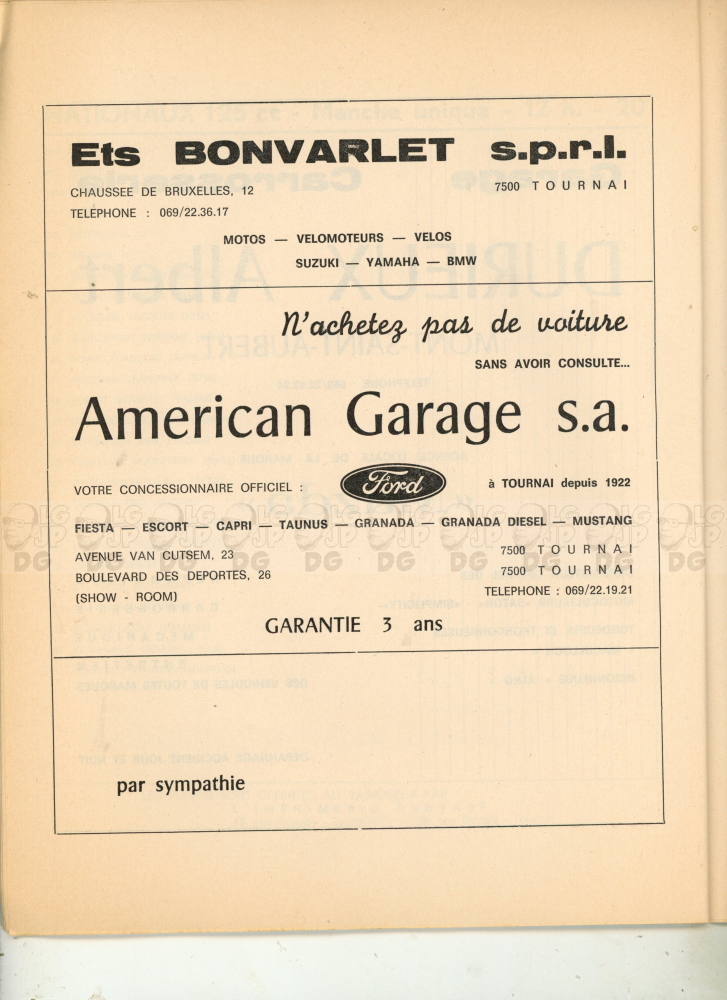 Ets BONVARLET s.p.r.l.
CHAUSSEE DE BRUXELLES, 12
7500 TOURNAI
TELEPHONE : 069/22.36.17
MOTOS — VELOMOTEURS — VELOS
SUZUKI — YAMAHA — BMW
N'achetez pas de voiture
SANS AVOIR CONSULTE...
American Garage s.a.
VOTRE CONCESSIONNAIRE OFFICIEL : Ford à TOURNAI depuis 1922
FIESTA — ESCORT — CAPRI — TAUNUS — GRANADA — GRANADA DIESEL — MUSTANG
AVENUE VAN CUTSEM, 23 7500 TOURNAI
BOULEVARD DES DEPORTES, 26 7500 TOURNAI
(SHOW - ROOM) TELEPHONE : 069/22.19.21
GARANTIE 3 ans
par sympathie